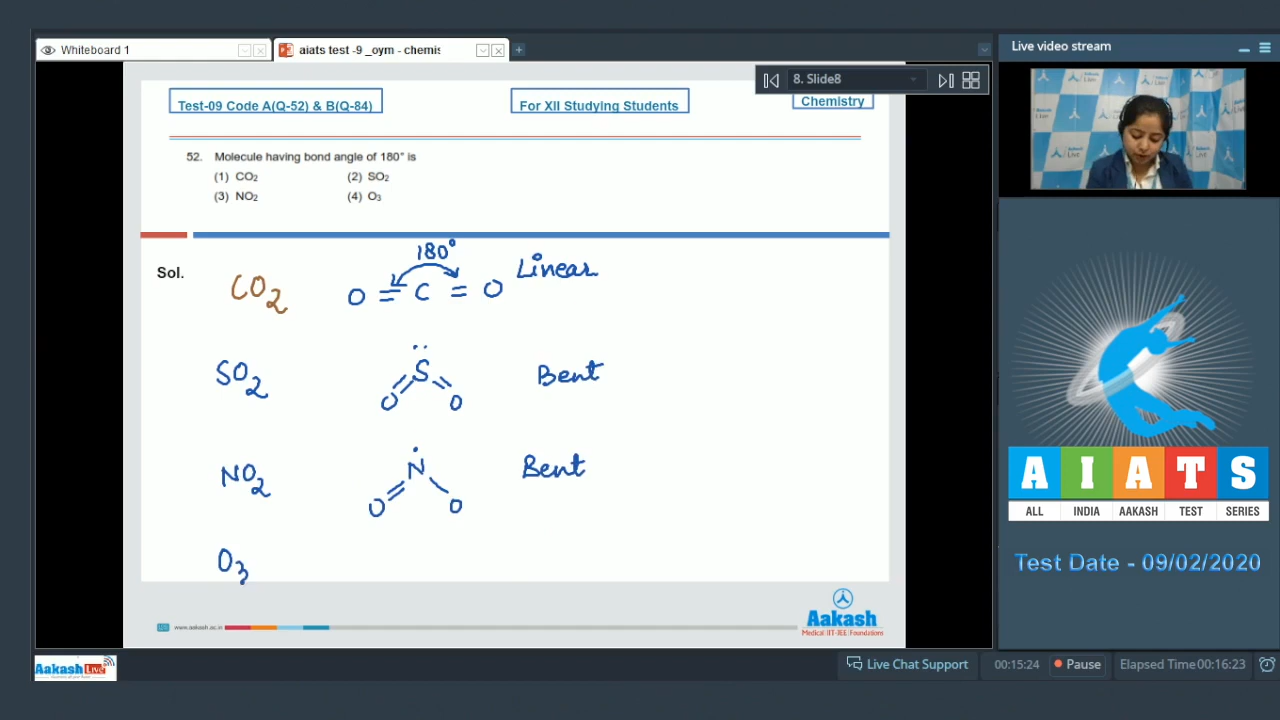 Whiteboard 1
aiats test -9 _oym - chemis
Live video stream
8. Slide8
Test-09 Code A(Q-52) & B(Q-84)
For XII Studying Students
Chemistry
52. Molecule having bond angle of 180° is
(1) CO2 (2) SO2
(3) NO2 (4) O3
Sol.
180°
CO2 O = C = O Linear
SO2 S O O Bent
NO2 N O O Bent
O3
A I A T S
ALL INDIA AAKASH TEST SERIES
Test Date - 09/02/2020
www.aakash.ac.in
Aakash
Medical|IIT-JEE|Foundations
Aakash Live
Live Chat Support
00:15:24
Pause
Elapsed Time 00:16:23